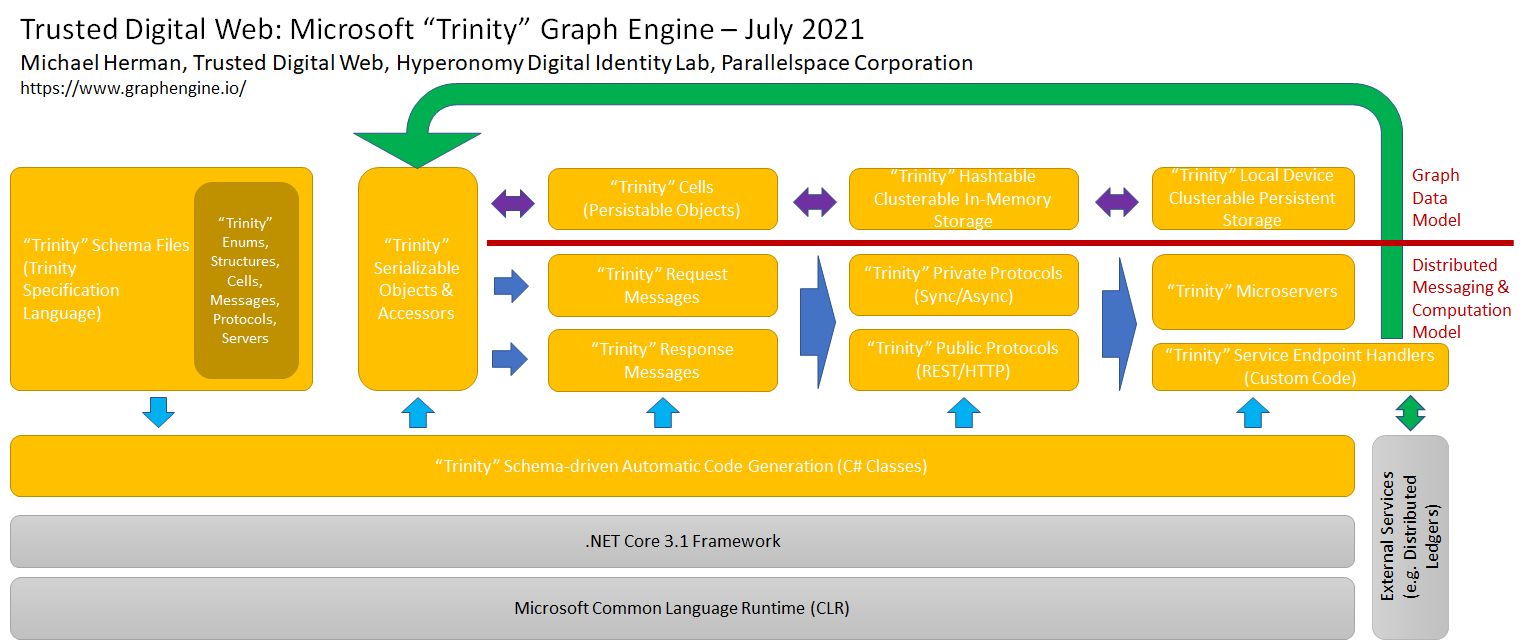 Trusted Digital Web: Microsoft “Trinity” Graph Engine – July 2021
Michael Herman, Trusted Digital Web, Hyperonomy Digital Identity Lab, Parallelspace Corporation
https://www.graphengine.io/
“Trinity” Schema Files
(Trinity
Specification
Language)
“Trinity”
Enums,
Structures,
Cells,
Messages,
Protocols,
Servers
“Trinity”
Serializable
Objects &
Accessors
“Trinity” Cells
(Persistable Objects)
“Trinity” Hashtable
Clusterable In-Memory
Storage
“Trinity” Local Device
Clusterable Persistent
Storage
Graph
Data
Model
“Trinity” Request
Messages
“Trinity” Private Protocols
(Sync/Async)
“Trinity” Microservers
Distributed
Messaging &
Computation
Model
“Trinity” Response
Messages
“Trinity” Public Protocols
(REST/HTTP)
“Trinity” Service Endpoint Handlers
(Custom Code)
“Trinity” Schema-driven Automatic Code Generation (C# Classes)
.NET Core 3.1 Framework
Microsoft Common Language Runtime (CLR)
External Services
(e.g. Distributed
Ledgers)